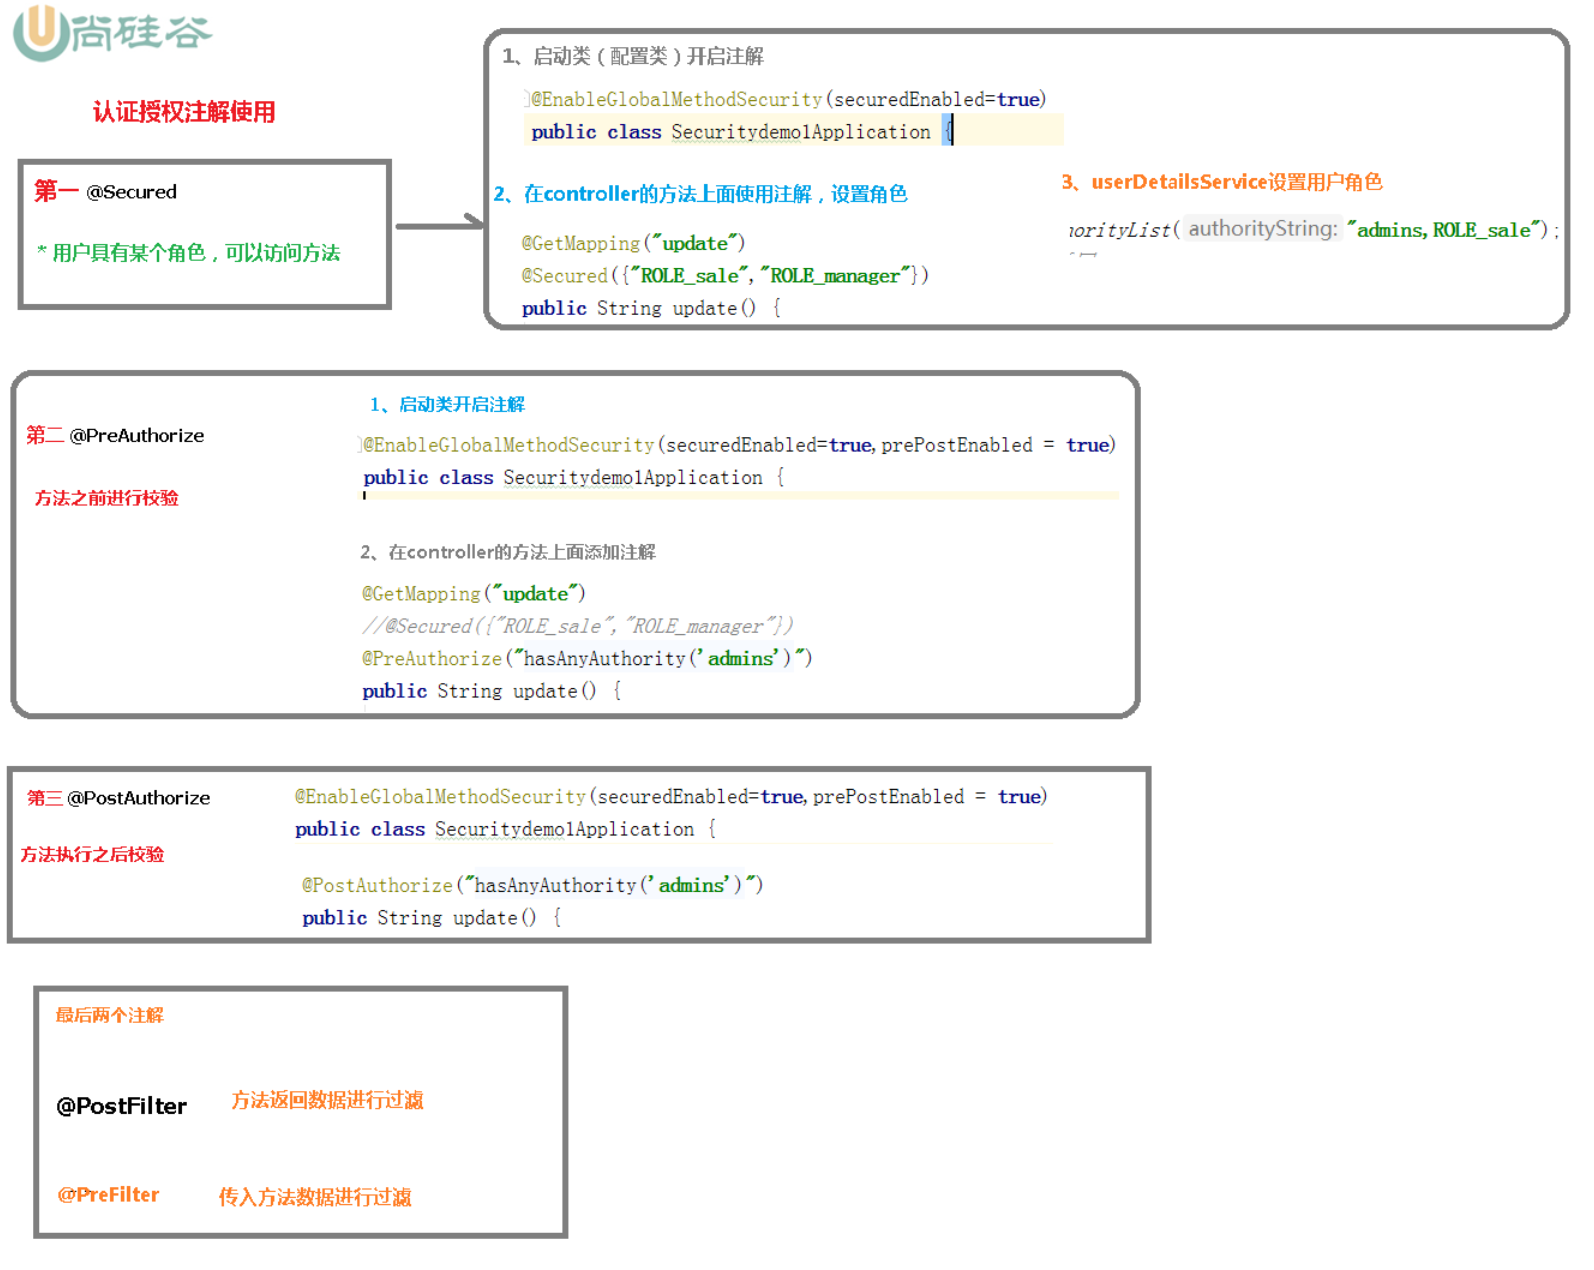 尚硅谷
认证授权注解使用
第一 @Secured
* 用户具有某个角色，可以访问方法
1、启动类（配置类）开启注解
@EnableGlobalMethodSecurity(securedEnabled=true)
public class Securitydemo1Application {
2、在controller的方法上面使用注解，设置角色
@GetMapping("update")
@Secured({"ROLE_sale","ROLE_manager"})
public String update() {
3、userDetailsService设置用户角色
orityList( authorityString: "admins,ROLE_sale");
第二 @PreAuthorize
方法之前进行校验
1、启动类开启注解
@EnableGlobalMethodSecurity(securedEnabled=true,prePostEnabled = true)
public class Securitydemo1Application {
2、在controller的方法上面添加注解
@GetMapping("update")
//@Secured({"ROLE_sale","ROLE_manager"})
@PreAuthorize("hasAnyAuthority('admins')")
public String update() {
第三 @PostAuthorize
方法执行之后校验
@EnableGlobalMethodSecurity(securedEnabled=true,prePostEnabled = true)
public class Securitydemo1Application {
@PostAuthorize("hasAnyAuthority('admins')")
public String update() {
最后两个注解
@PostFilter 方法返回数据进行过滤
@PreFilter 传入方法数据进行过滤